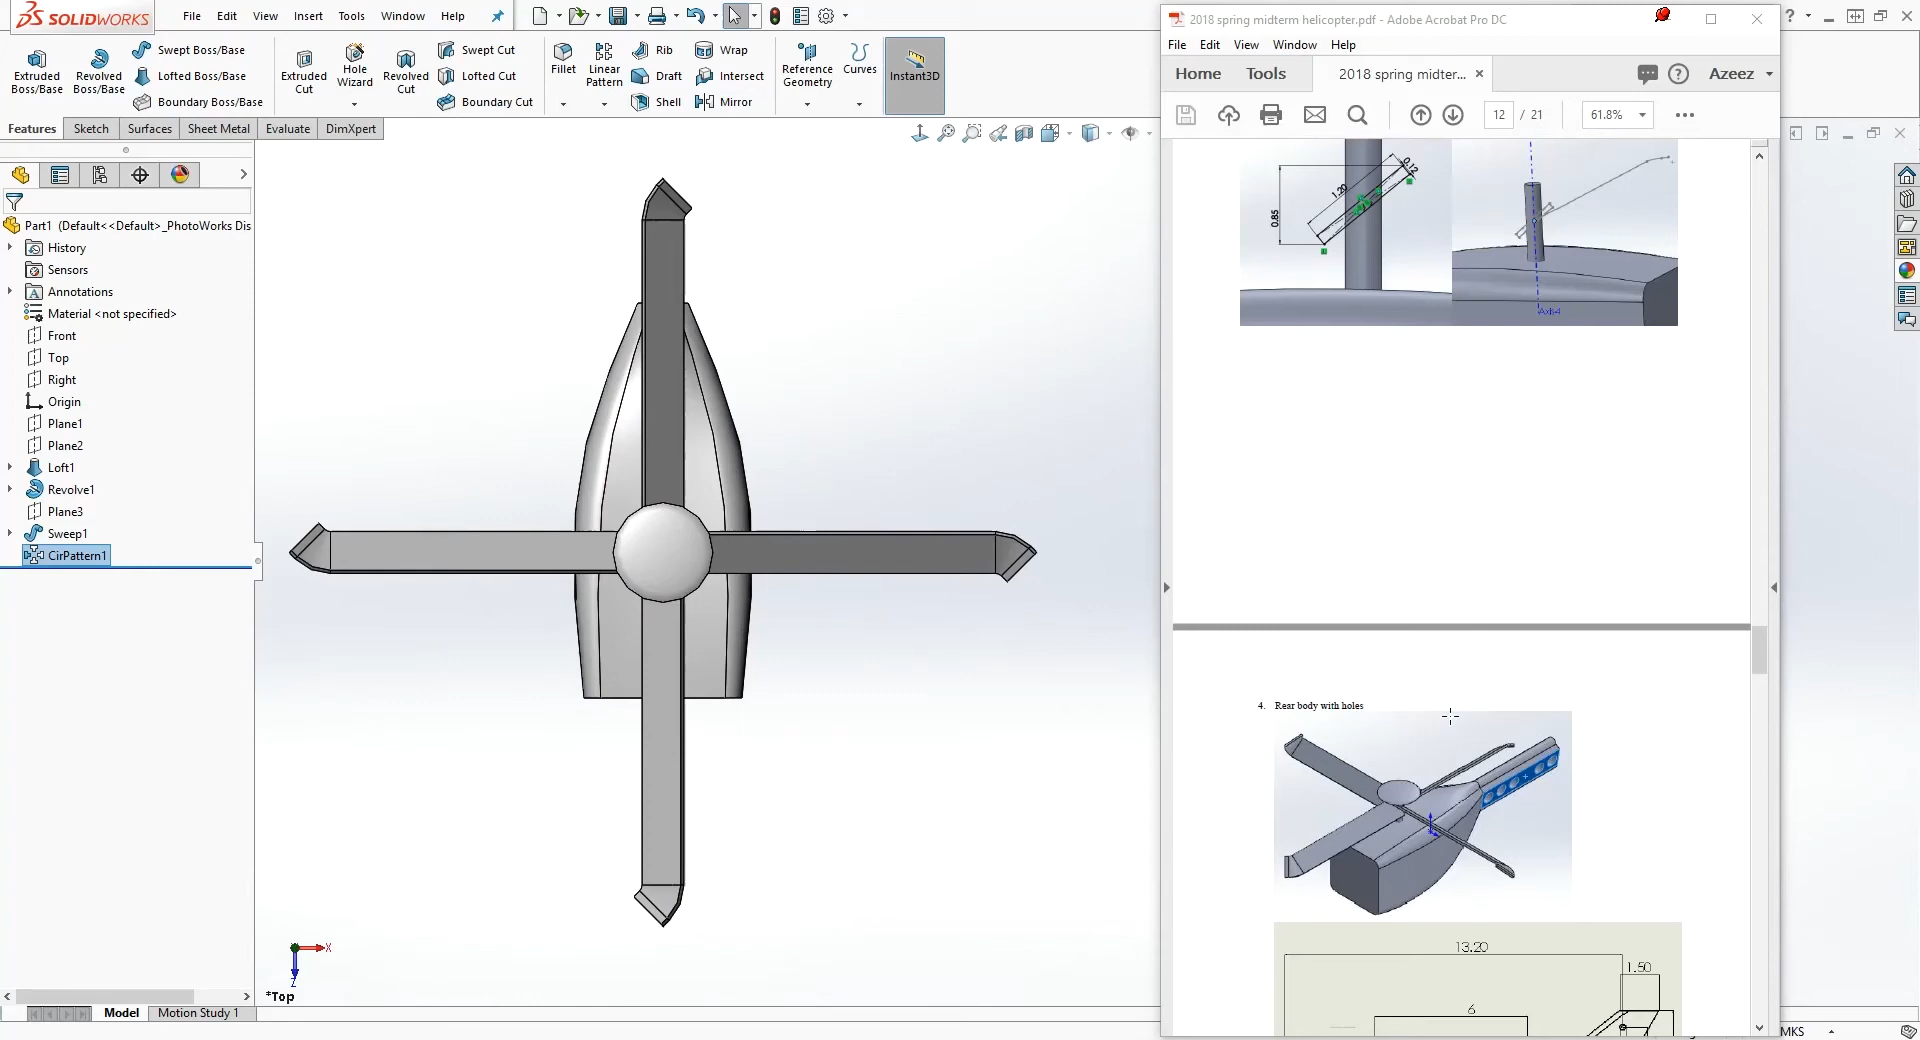 SOLIDWORKS
File Edit View Insert Tools Window Help
Extruded Boss/Base
Revolved Boss/Base
Swept Boss/Base
Lofted Boss/Base
Boundary Boss/Base
Extruded Cut
Hole Wizard
Revolved Cut
Swept Cut
Lofted Cut
Boundary Cut
Fillet
Linear Pattern
Rib
Draft
Shell
Wrap
Intersect
Mirror
Reference Geometry
Curves
Instant3D
Features Sketch Surfaces Sheet Metal Evaluate DimXpert
Part1 (Default<<Default>_PhotoWorks Dis
History
Sensors
Annotations
Material <not specified>
Front
Top
Right
Origin
Plane1
Plane2
Loft1
Revolve1
Plane3
Sweep1
CirPattern1
X
Z
*Top
Model Motion Study 1
2018 spring midterm helicopter.pdf - Adobe Acrobat Pro DC
File Edit View Window Help
Home Tools 2018 spring midter... ×
Azeez
12 / 21
61.8%
0.12
1.20
0.85
4. Rear body with holes
13.20
1.50
6
MKS